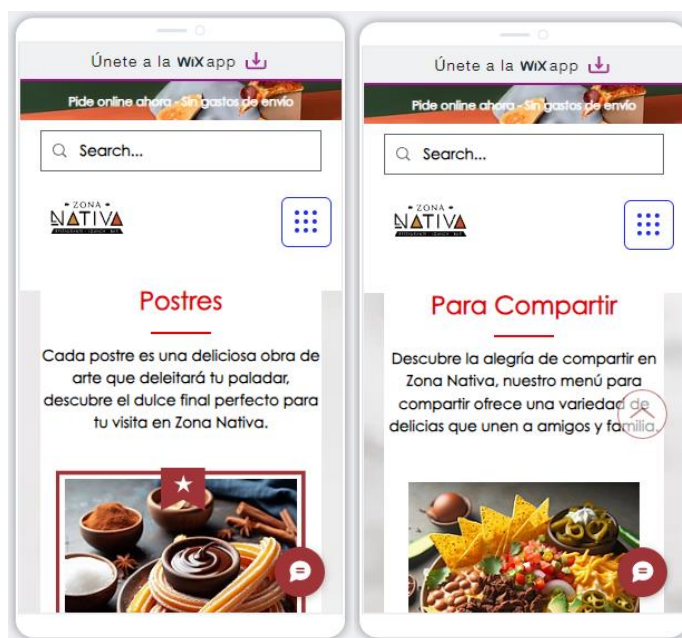 Únete a la WiX app
Pide online ahora - Sin gastos de envío
Search...
ZONA
NATIVA
Postres
Cada postre es una deliciosa obra de
arte que deleitará tu paladar,
descubre el dulce final perfecto para
tu visita en Zona Nativa.
Únete a la WiX app
Pide online ahora - Sin gastos de envío
Search...
ZONA
NATIVA
Para Compartir
Descubre la alegría de compartir en
Zona Nativa, nuestro menú para
compartir ofrece una variedad de
delicias que unen a amigos y familia.